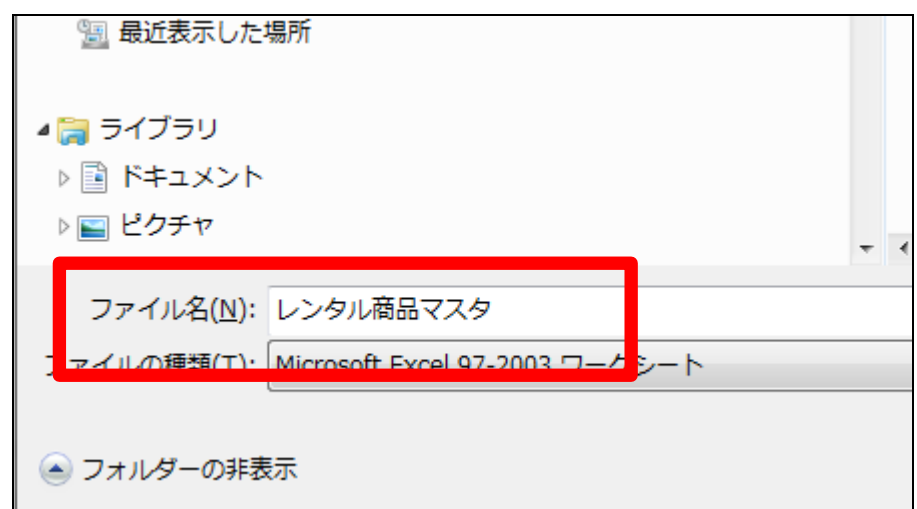 最近表示した場所
ライブラリ
ドキュメント
ピクチャ
ファイル名(N): レンタル商品マスタ
ファイルの種類(T): Microsoft Excel 97-2003 ワークシート
フォルダーの非表示